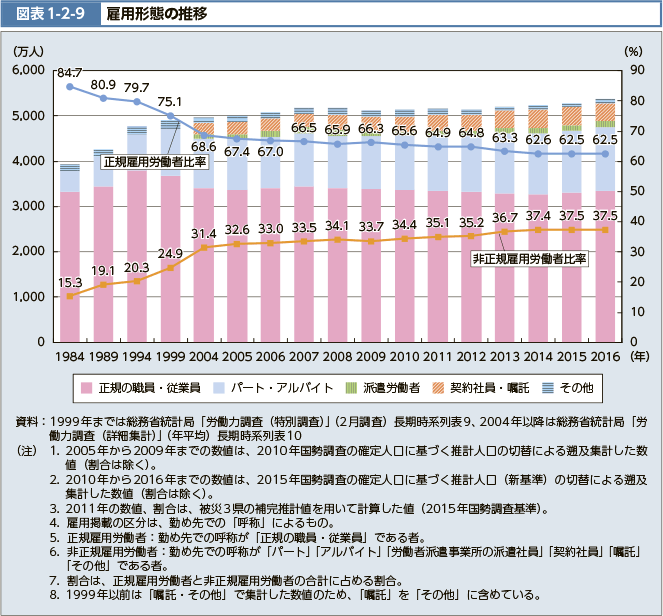 図表1-2-9 雇用形態の推移
(万人) (%)
6,000 90
5,000 80
4,000 70
3,000 60
2,000 50
1,000 40
0 30
20
10
0
84.7 80.9 79.7 75.1 68.6 67.4 67.0 66.5 65.9 66.3 65.6 64.9 64.8 63.3 62.6 62.5 62.5
正規雇用労働者比率
15.3 19.1 20.3 24.9 31.4 32.6 33.0 33.5 34.1 33.7 34.4 35.1 35.2 36.7 37.4 37.5 37.5
非正規雇用労働者比率
1984 1989 1994 1999 2004 2005 2006 2007 2008 2009 2010 2011 2012 2013 2014 2015 2016 (年)
正規の職員・従業員 パート・アルバイト 派遣労働者 契約社員・嘱託 その他
資料：1999年までは総務省統計局「労働力調査（特別調査）」（2月調査）長期時系列表9、2004年以降は総務省統計局「労
働力調査（詳細集計）」（年平均）長期時系列表10
（注） 1. 2005年から2009年までの数値は、2010年国勢調査の確定人口に基づく推計人口の切替による遡及集計した数
値（割合は除く）。
2. 2010年から2016年までの数値は、2015年国勢調査の確定人口に基づく推計人口（新基準）の切替による遡及
集計した数値（割合は除く）。
3. 2011年の数値、割合は、被災3県の補完推計値を用いて計算した値（2015年国勢調査基準）。
4. 雇用掲載の区分は、勤め先での「呼称」によるもの。
5. 正規雇用労働者：勤め先での呼称が「正規の職員・従業員」である者。
6. 非正規雇用労働者：勤め先での呼称が「パート」「アルバイト」「労働者派遣事業所の派遣社員」「契約社員」「嘱託」
「その他」である者。
7. 割合は、正規雇用労働者と非正規雇用労働者の合計に占める割合。
8. 1999年以前は「嘱託・その他」で集計した数値のため、「嘱託」を「その他」に含めている。